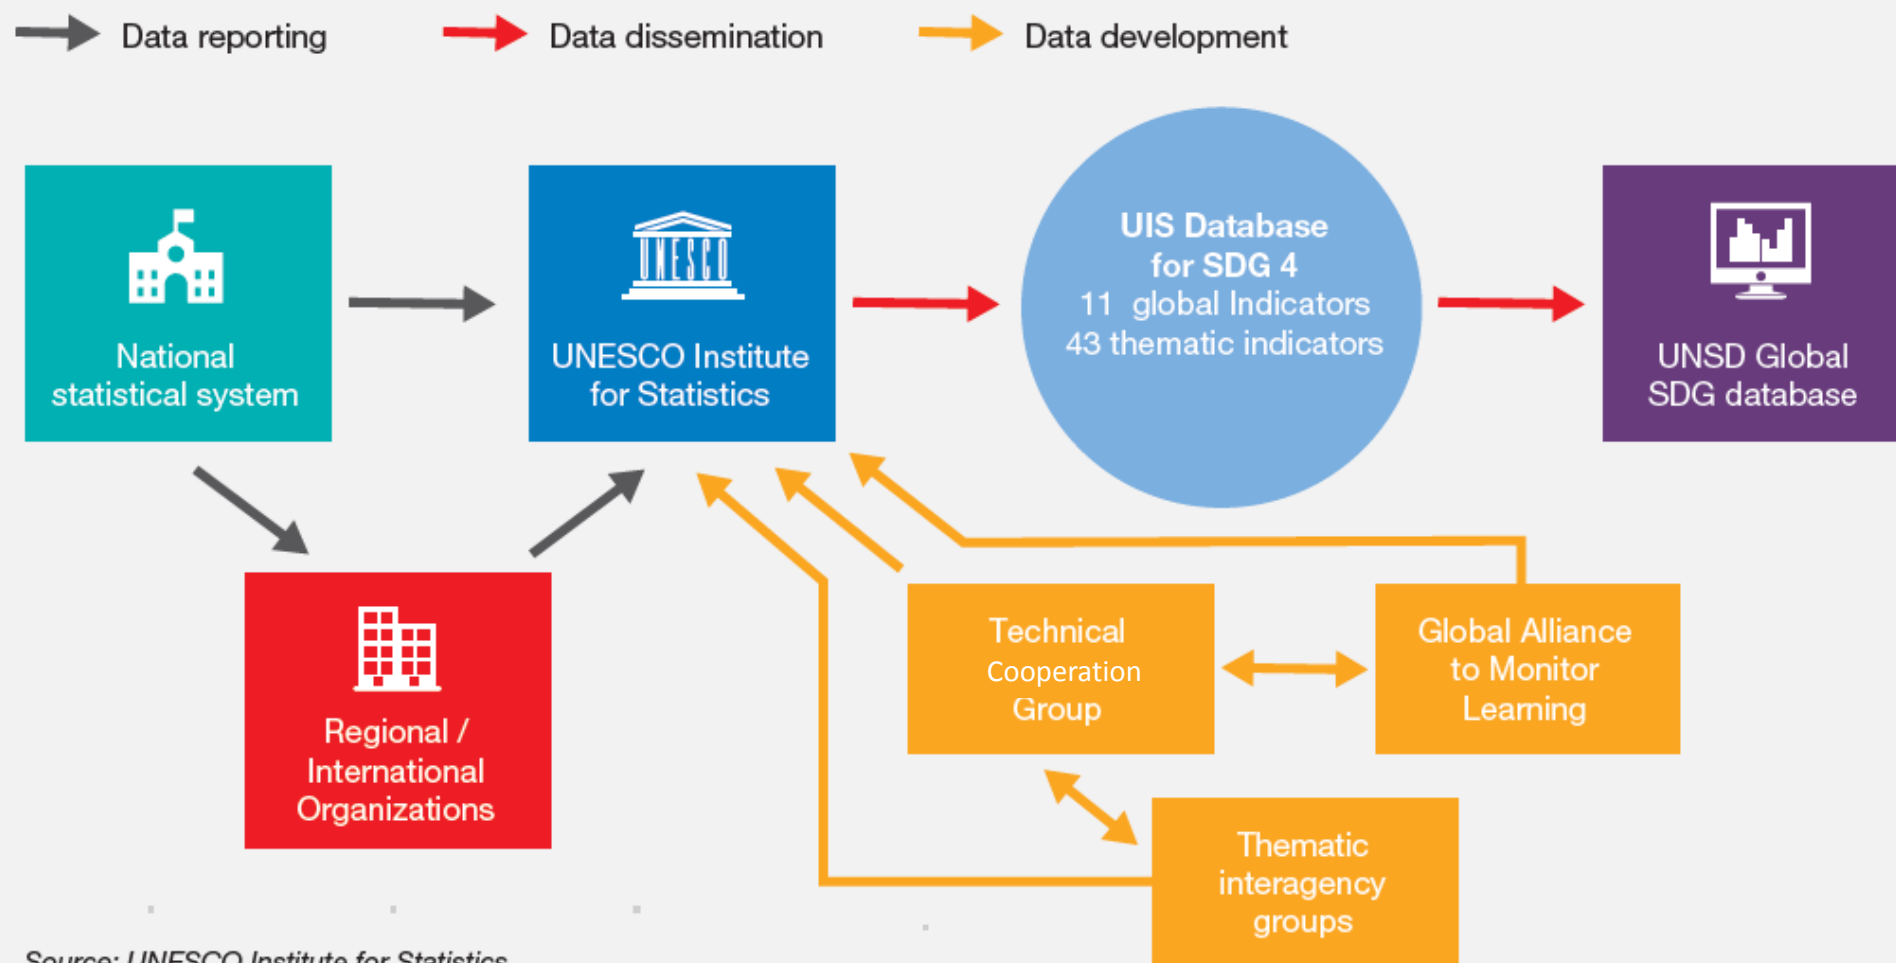 Data reporting
Data dissemination
Data development
National
statistical system
UNESCO
UNESCO Institute
for Statistics
UIS Database
for SDG 4
11 global Indicators
43 thematic indicators
UNSD Global
SDG database
Regional /
International
Organizations
Technical
Cooperation
Group
Global Alliance
to Monitor
Learning
Thematic
interagency
groups
Source: UNESCO Institute for Statistics